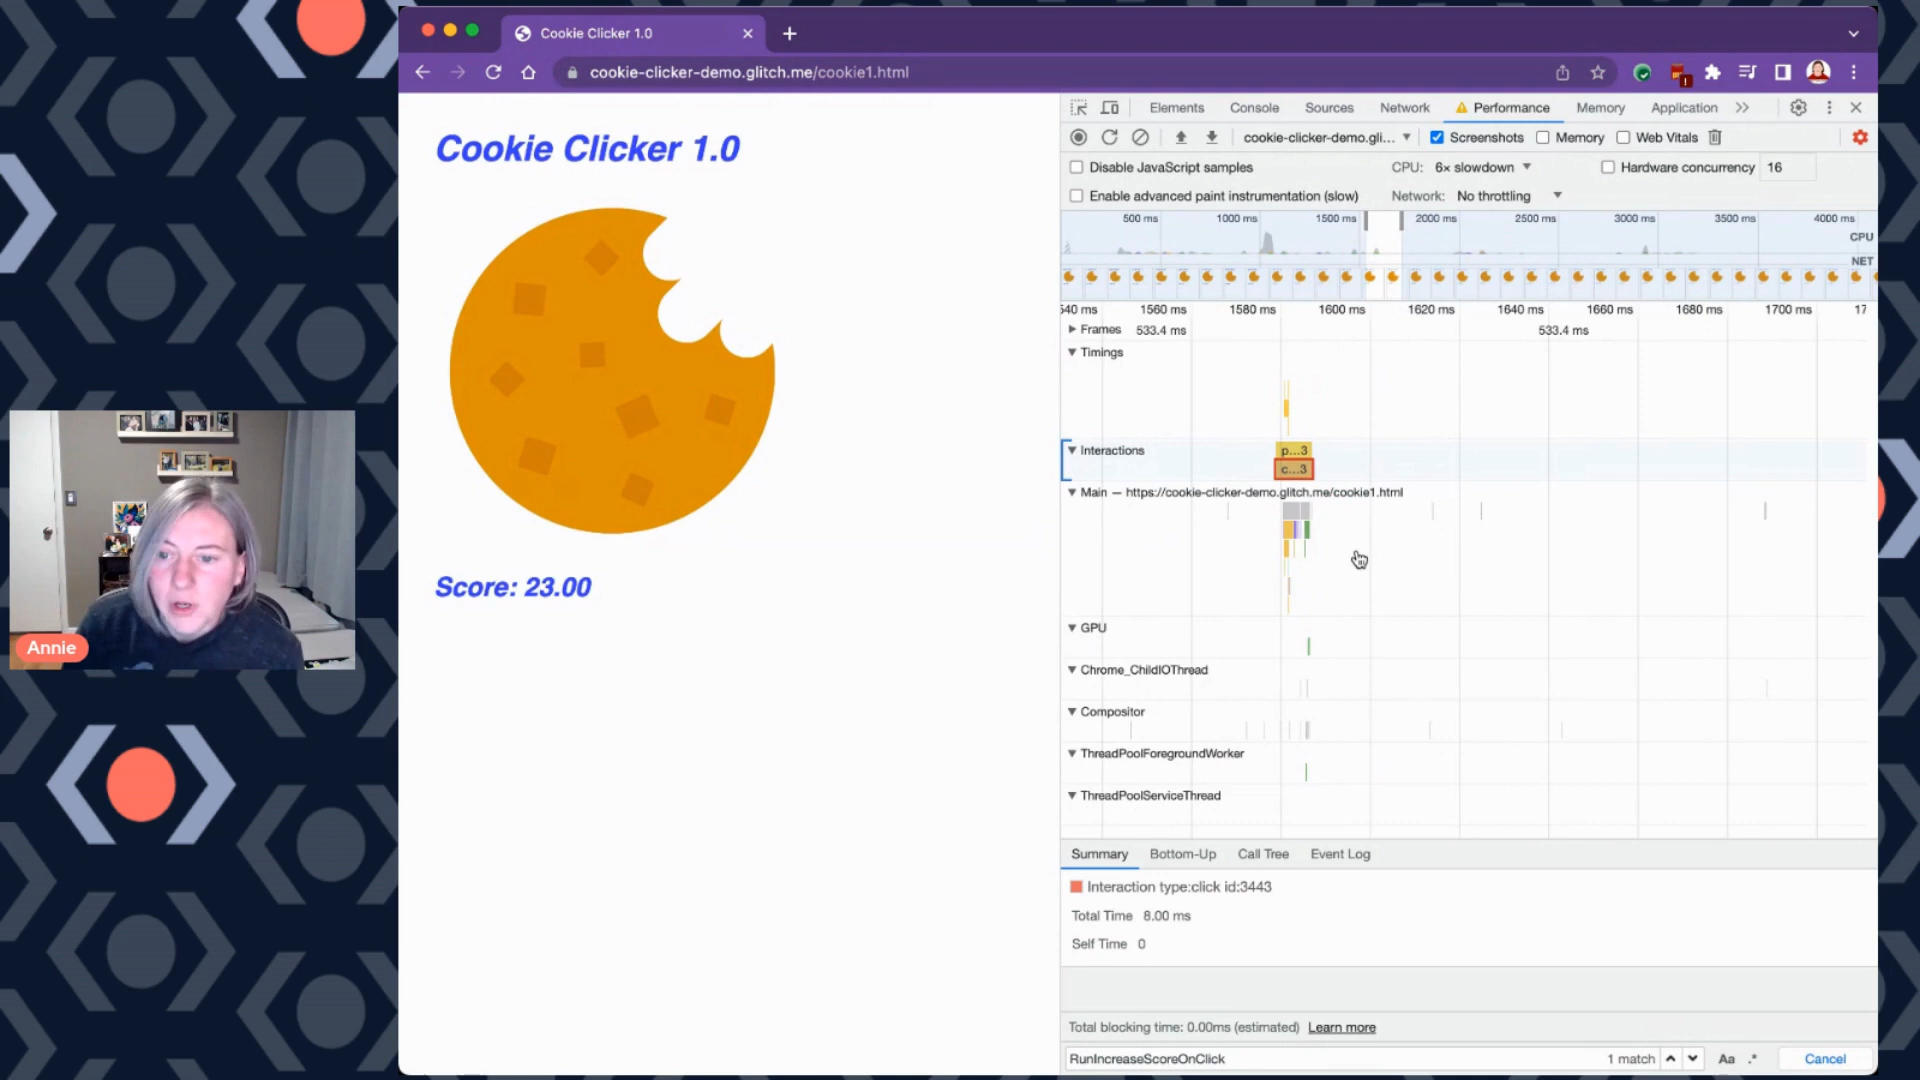 Cookie Clicker 1.0
cookie-clicker-demo.glitch.me/cookie1.html
Elements Console Sources Network Performance Memory Application
cookie-clicker-demo.gli... Screenshots Memory Web Vitals
Disable JavaScript samples CPU: 6× slowdown Hardware concurrency 16
Enable advanced paint instrumentation (slow) Network: No throttling
500 ms 1000 ms 1500 ms 2000 ms 2500 ms 3000 ms 3500 ms 4000 ms
CPU
NET
540 ms 1560 ms 1580 ms 1600 ms 1620 ms 1640 ms 1660 ms 1680 ms 1700 ms 17
Frames 533.4 ms 533.4 ms
Timings
Interactions p...3
c...3
Main — https://cookie-clicker-demo.glitch.me/cookie1.html
GPU
Chrome_ChildIOThread
Compositor
ThreadPoolForegroundWorker
ThreadPoolServiceThread
Summary Bottom-Up Call Tree Event Log
Interaction type:click id:3443
Total Time 8.00 ms
Self Time 0
Total blocking time: 0.00ms (estimated) Learn more
RunIncreaseScoreOnClick 1 match Aa .* Cancel
Cookie Clicker 1.0
Score: 23.00
Annie